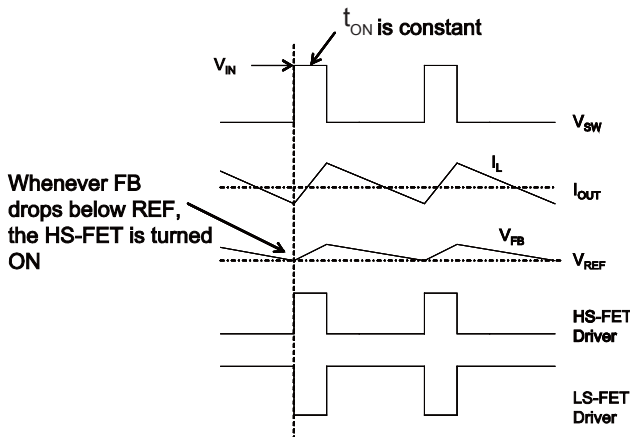 tON is constant
VIN
VSW
IL
IOUT
Whenever FB
drops below REF,
the HS-FET is turned
ON
VFB
VREF
HS-FET
Driver
LS-FET
Driver